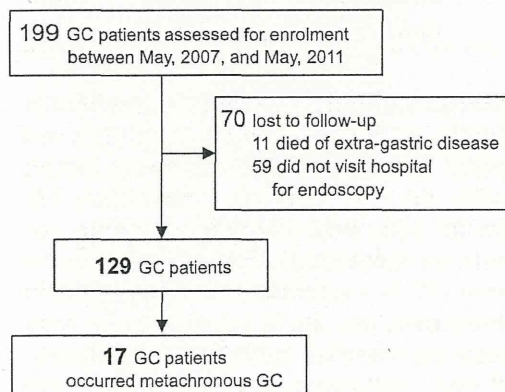 199 GC patients assessed for enrolment
between May, 2007, and May, 2011
70 lost to follow-up
11 died of extra-gastric disease
59 did not visit hospital
for endoscopy
129 GC patients
17 GC patients
occurred metachronous GC